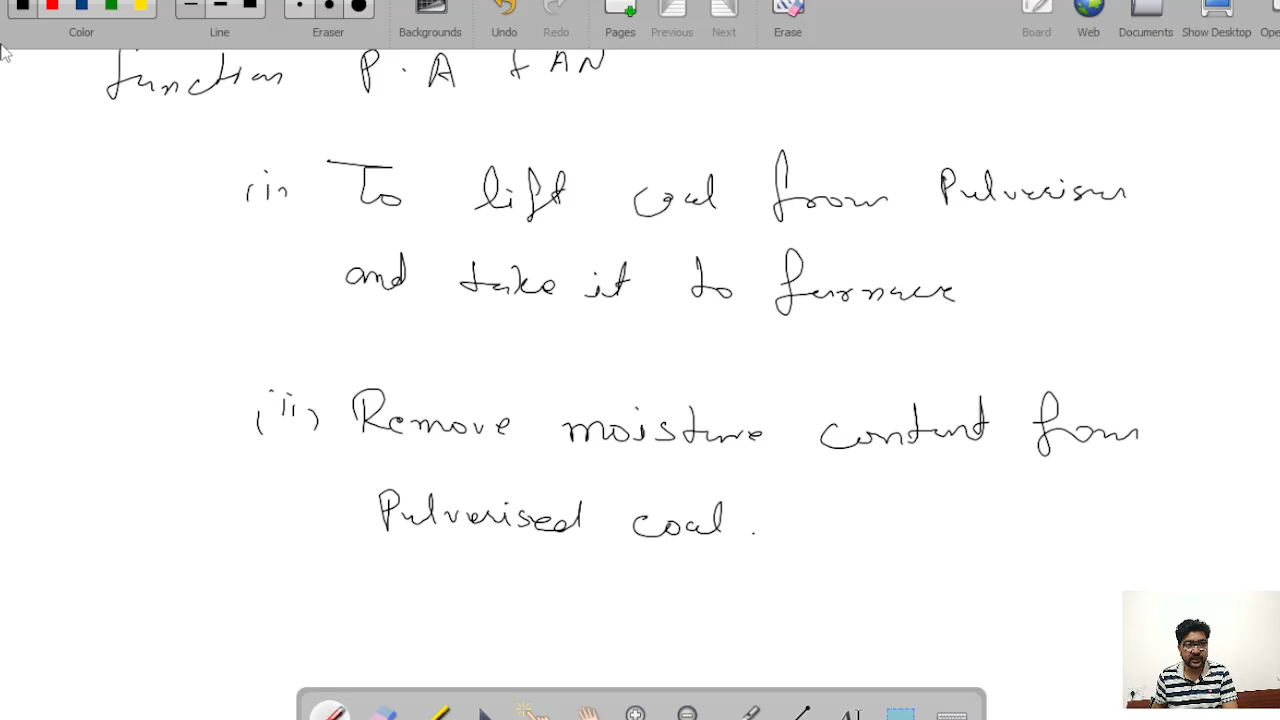 Color Line Eraser Backgrounds Undo Redo Pages Previous Next Erase Board Web Documents Show Desktop Ope
function P.A FAN
(i) To lift coal from Pulveriser
and take it to furnace
(ii) Remove moisture content from
Pulverised coal.